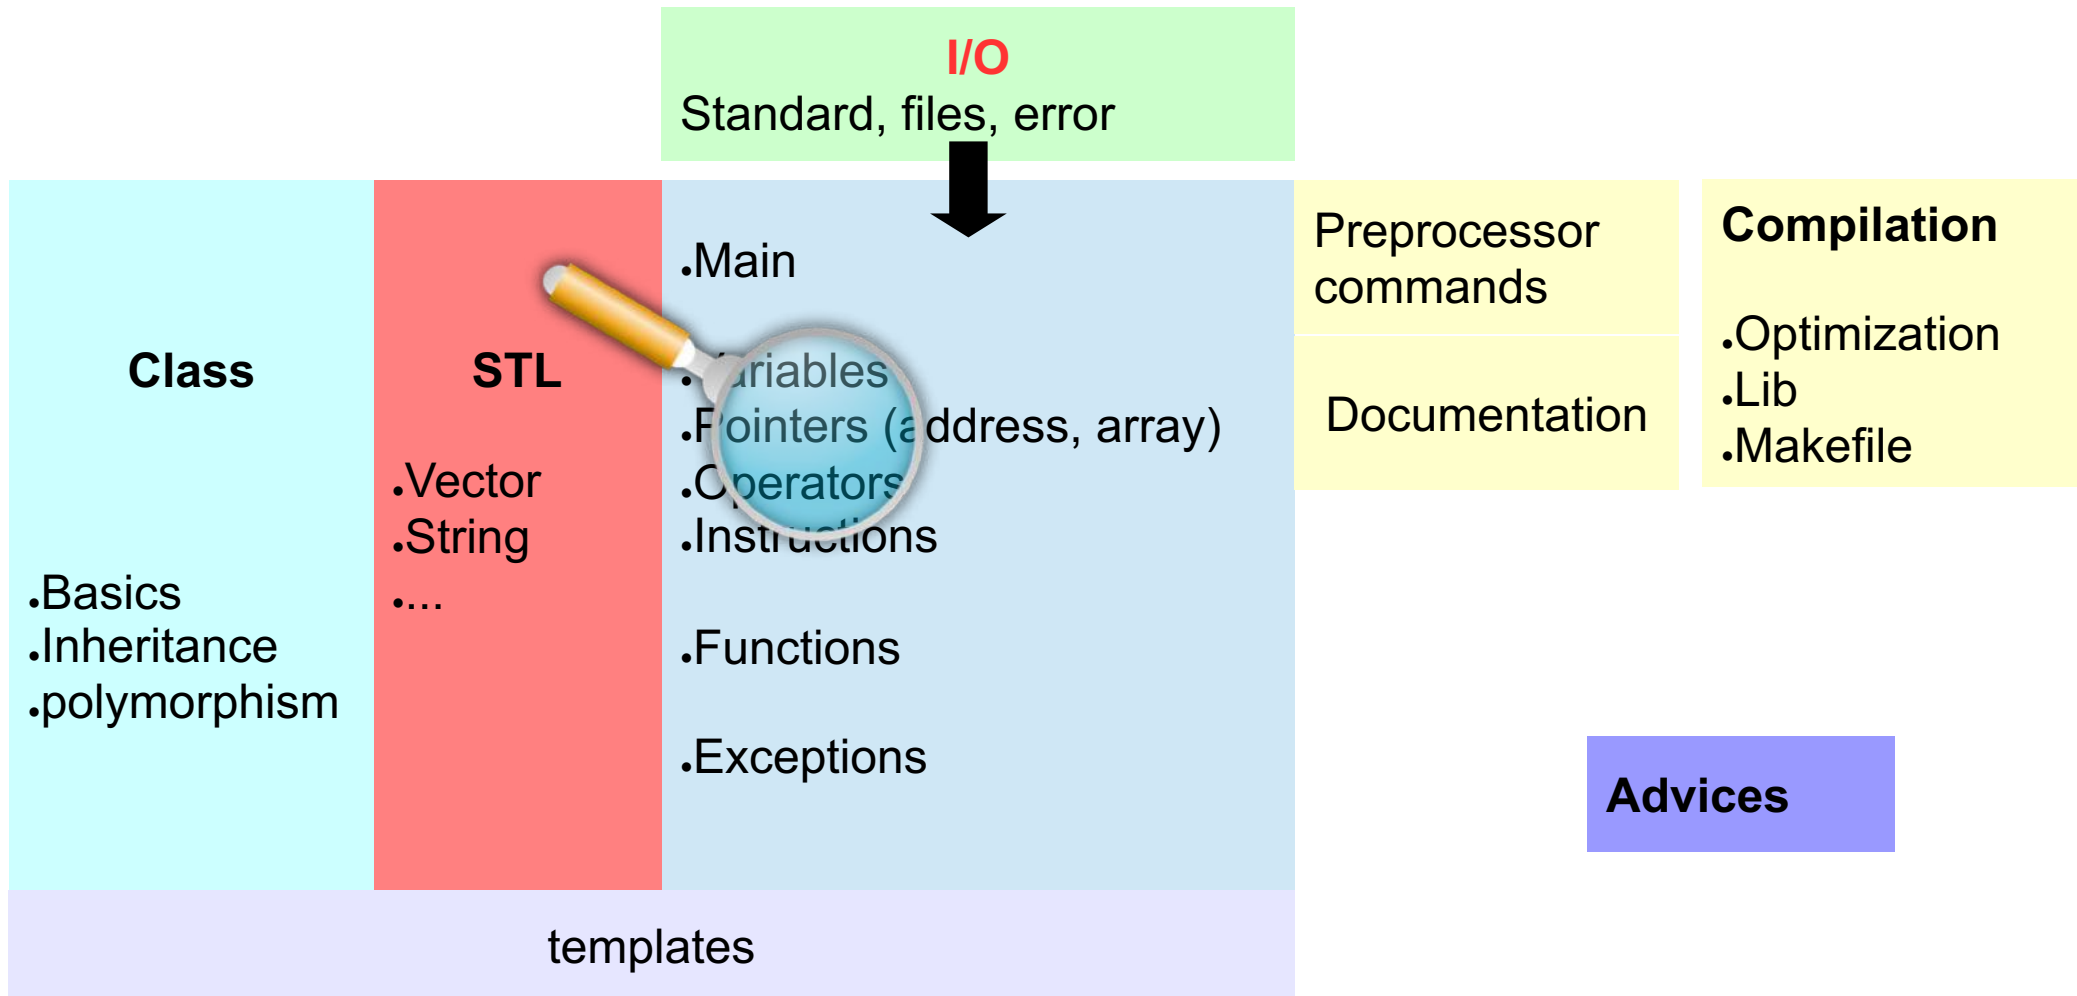 I/O
Standard, files, error
Class
●Basics
●Inheritance
●polymorphism
STL
●Vector
●String
●...
●Main
●Variables
●Pointers (address, array)
●Operators
●Instructions
●Functions
●Exceptions
Preprocessor
commands
Documentation
Compilation
●Optimization
●Lib
●Makefile
Advices
templates